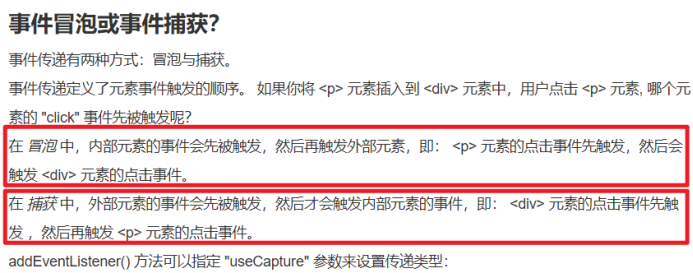 事件冒泡或事件捕获？
事件传递有两种方式：冒泡与捕获。
事件传递定义了元素事件触发的顺序。 如果你将 <p> 元素插入到 <div> 元素中，用户点击 <p> 元素, 哪个元
素的 "click" 事件先被触发呢？
在 冒泡 中，内部元素的事件会先被触发，然后再触发外部元素，即： <p> 元素的点击事件先触发，然后会
触发 <div> 元素的点击事件。
在 捕获 中，外部元素的事件会先被触发，然后才会触发内部元素的事件，即： <div> 元素的点击事件先触
发 ，然后再触发 <p> 元素的点击事件。
addEventListener() 方法可以指定 "useCapture" 参数来设置传递类型：